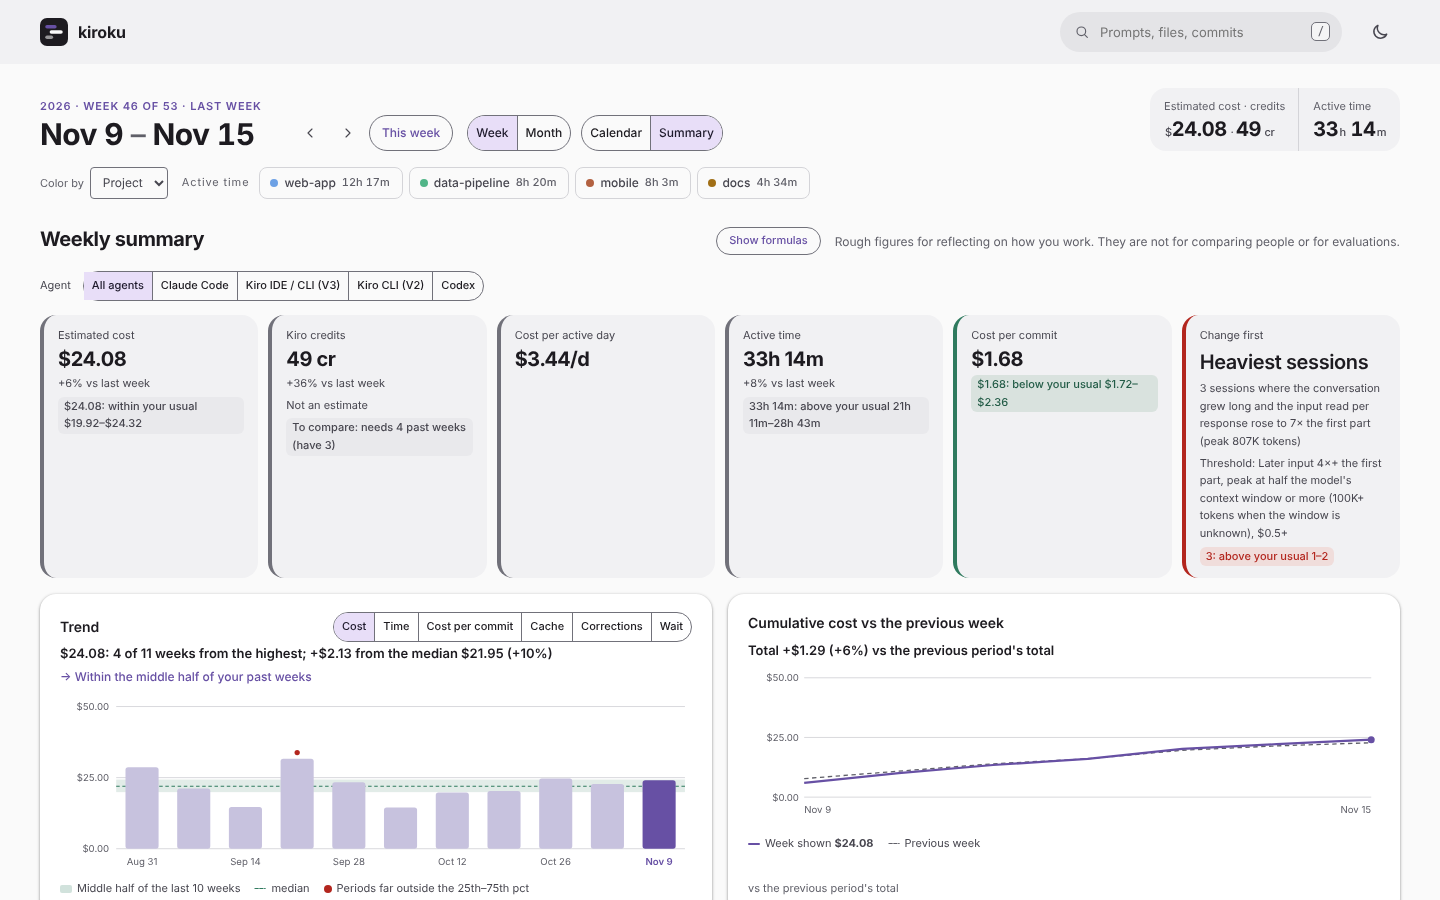 kiroku
Prompts, files, commits /
2026 · WEEK 46 OF 53 · LAST WEEK
Nov 9 – Nov 15
This week
Week Month
Calendar Summary
Estimated cost · credits
$24.08 · 49 cr
Active time
33h 14m
Color by Project
Active time
web-app 12h 17m
data-pipeline 8h 20m
mobile 8h 3m
docs 4h 34m
Weekly summary
Show formulas
Rough figures for reflecting on how you work. They are not for comparing people or for evaluations.
Agent All agents Claude Code Kiro IDE / CLI (V3) Kiro CLI (V2) Codex
Estimated cost
$24.08
+6% vs last week
$24.08: within your usual
$19.92–$24.32
Kiro credits
49 cr
+36% vs last week
Not an estimate
To compare: needs 4 past weeks
(have 3)
Cost per active day
$3.44/d
Active time
33h 14m
+8% vs last week
33h 14m: above your usual 21h
11m–28h 43m
Cost per commit
$1.68
$1.68: below your usual $1.72–
$2.36
Change first
Heaviest sessions
3 sessions where the conversation
grew long and the input read per
response rose to 7× the first part
(peak 807K tokens)
Threshold: Later input 4×+ the first
part, peak at half the model's
context window or more (100K+
tokens when the window is
unknown), $0.5+
3: above your usual 1–2
Trend
Cost Time Cost per commit Cache Corrections Wait
$24.08: 4 of 11 weeks from the highest; +$2.13 from the median $21.95 (+10%)
→ Within the middle half of your past weeks
$50.00
$25.00
$0.00
Aug 31 Sep 14 Sep 28 Oct 12 Oct 26 Nov 9
Middle half of the last 10 weeks median Periods far outside the 25th–75th pct
Cumulative cost vs the previous week
Total +$1.29 (+6%) vs the previous period's total
$50.00
$25.00
$0.00
Nov 9 Nov 15
Week shown $24.08 Previous week
vs the previous period's total